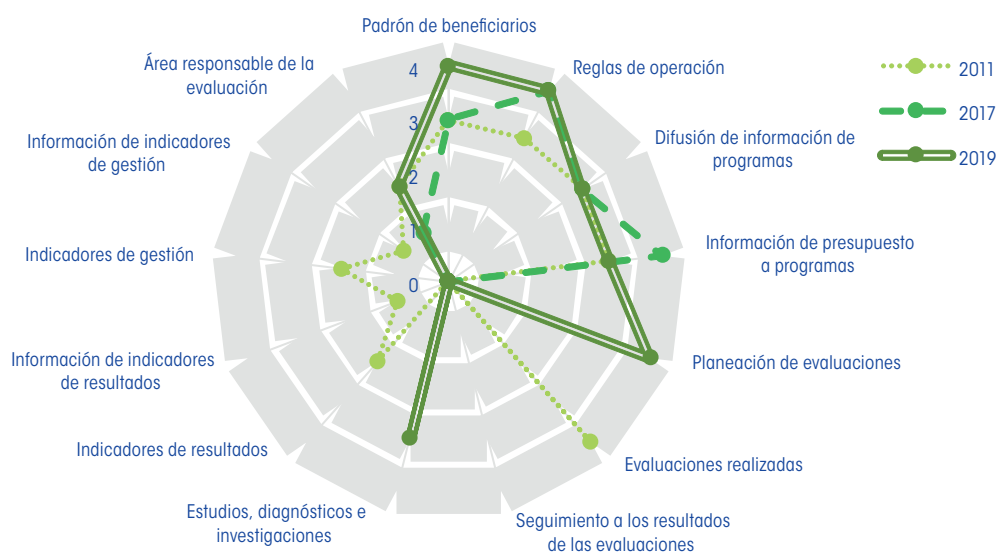 Padrón de beneficiarios
Reglas de operación
Difusión de información de
programas
Información de presupuesto
a programas
Planeación de evaluaciones
Evaluaciones realizadas
Seguimiento a los resultados
de las evaluaciones
Estudios, diagnósticos e
investigaciones
Indicadores de resultados
Información de indicadores
de resultados
Indicadores de gestión
Información de indicadores
de gestión
Área responsable de la
evaluación
4
3
2
1
0
2011
2017
2019